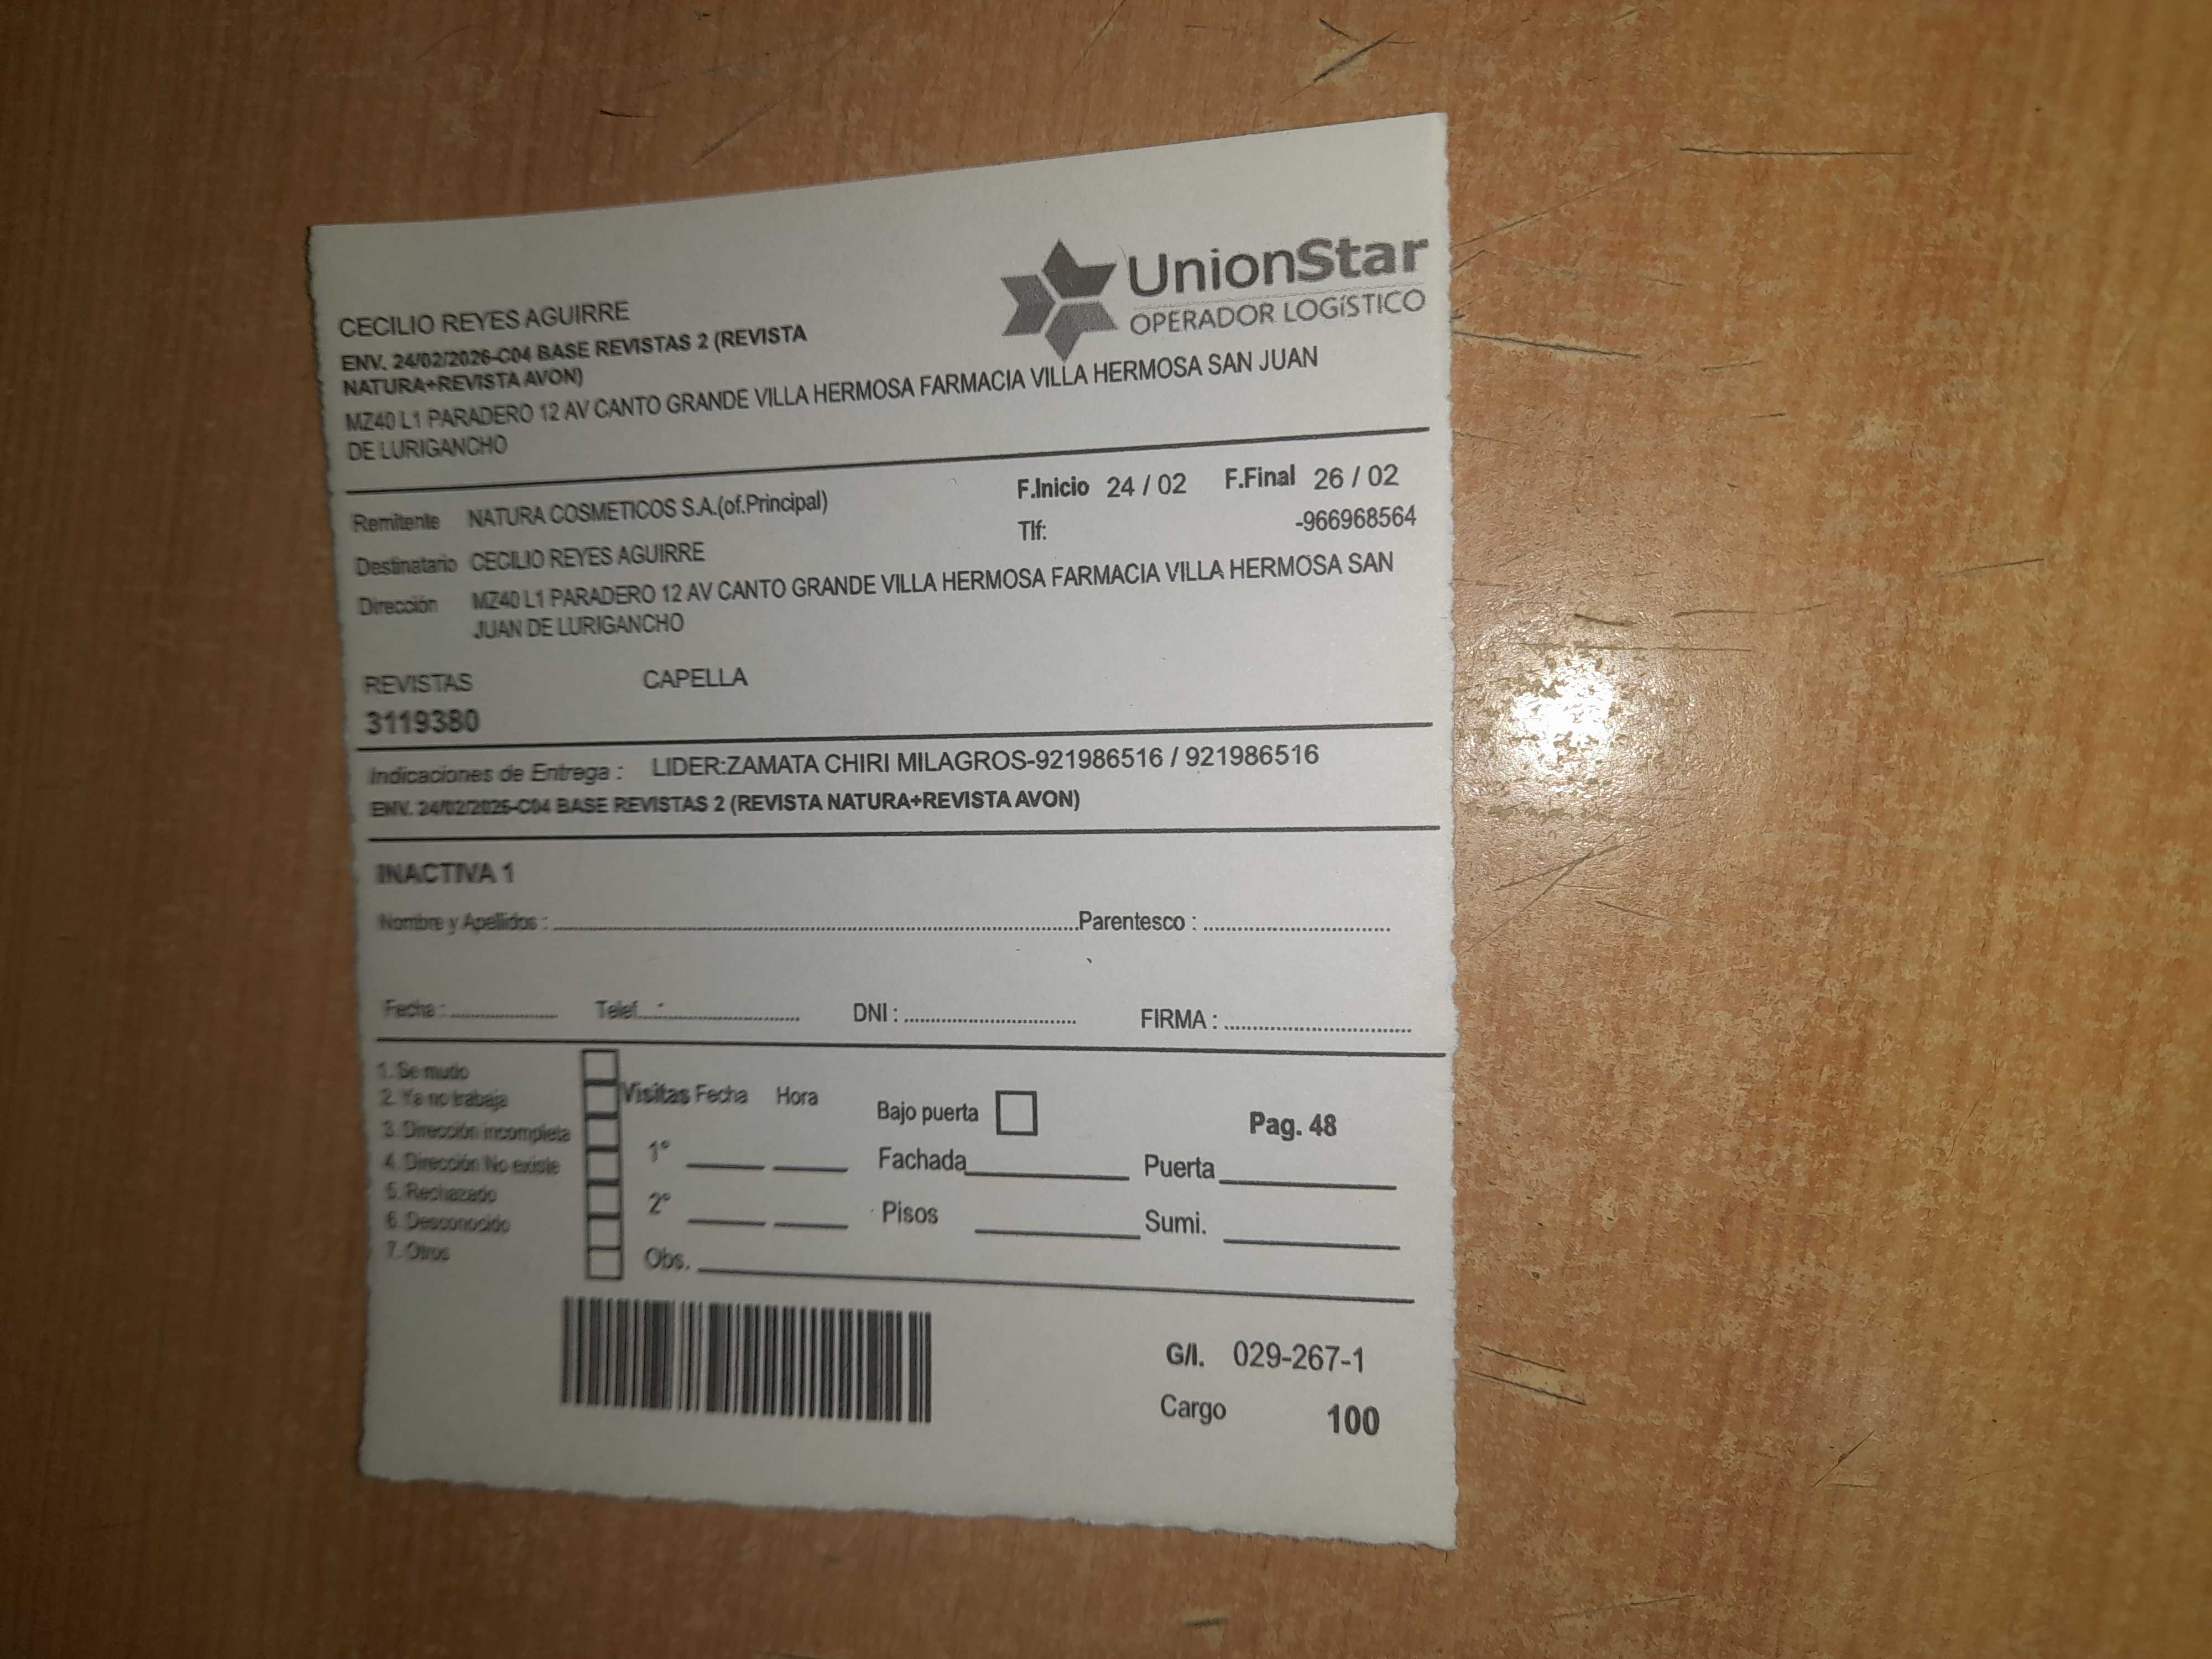 UnionStar
OPERADOR LOGÍSTICO
CECILIO REYES AGUIRRE
ENV. 24/02/2026-C04 BASE REVISTAS 2 (REVISTA
NATURA+REVISTA AVON)
MZ40 L1 PARADERO 12 AV CANTO GRANDE VILLA HERMOSA FARMACIA VILLA HERMOSA SAN JUAN
DE LURIGANCHO
F.Inicio 24 / 02 F.Final 26 / 02
Remitente NATURA COSMETICOS S.A.(of.Principal)
Tlf: -966968564
Destinatario CECILIO REYES AGUIRRE
Dirección MZ40 L1 PARADERO 12 AV CANTO GRANDE VILLA HERMOSA FARMACIA VILLA HERMOSA SAN
JUAN DE LURIGANCHO
REVISTAS CAPELLA
3119380
Indicaciones de Entrega : LIDER:ZAMATA CHIRI MILAGROS-921986516 / 921986516
ENV. 24/02/2026-C04 BASE REVISTAS 2 (REVISTA NATURA+REVISTA AVON)
INACTIVA 1
Nombre y Apellidos : Parentesco :
Fecha : Telef. : DNI : FIRMA :
1. Se mudo
2. Ya no trabaja
3. Dirección incompleta
4. Dirección No existe
5. Rechazado
6. Desconocido
7. Otros
Visitas Fecha Hora
1°
2°
Obs.
Bajo puerta Pag. 48
Fachada Puerta
Pisos Sumi.
G/I. 029-267-1
Cargo 100